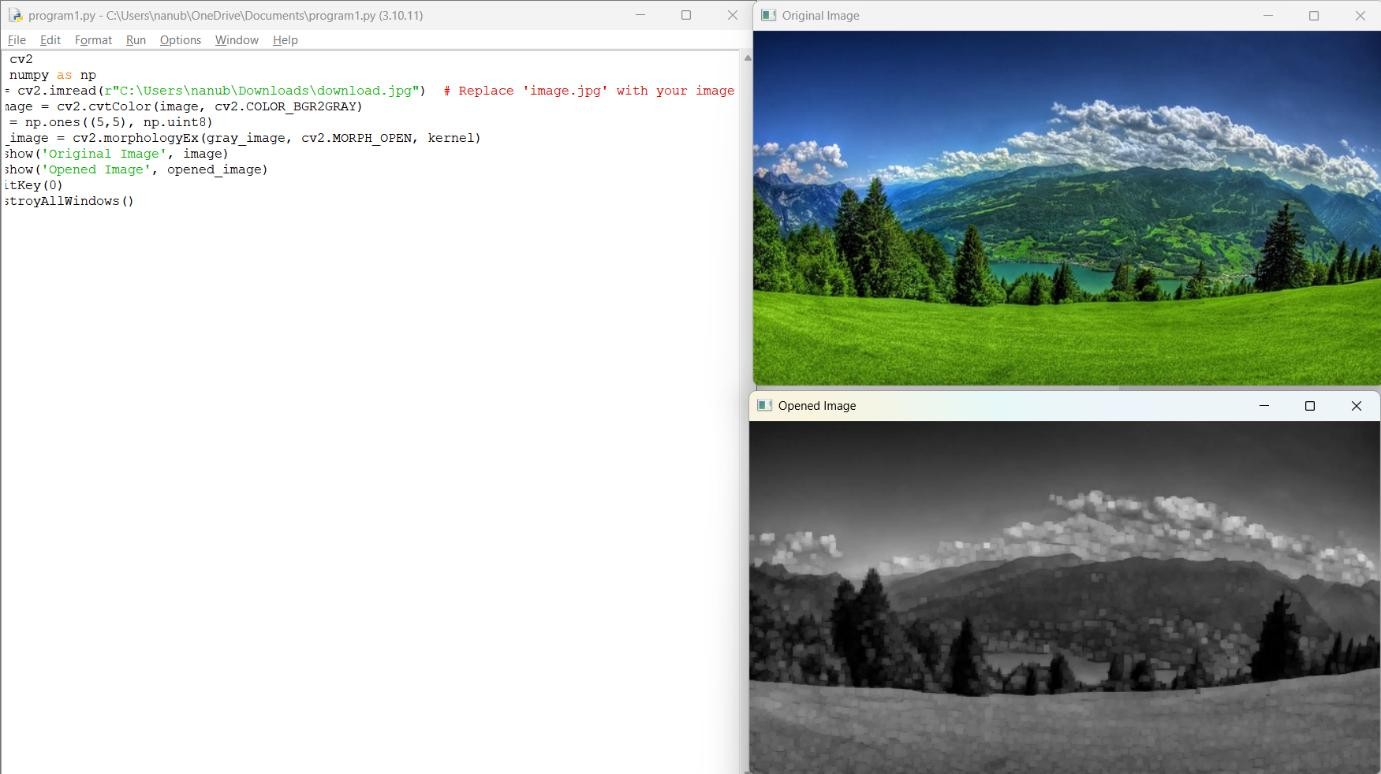 program1.py - C:\Users\nanub\OneDrive\Documents\program1.py (3.10.11)
File Edit Format Run Options Window Help
cv2
numpy as np
= cv2.imread(r"C:\Users\nanub\Downloads\download.jpg")  # Replace 'image.jpg' with your image
mage = cv2.cvtColor(image, cv2.COLOR_BGR2GRAY)
= np.ones((5,5), np.uint8)
_image = cv2.morphologyEx(gray_image, cv2.MORPH_OPEN, kernel)
show('Original Image', image)
show('Opened Image', opened_image)
itKey(0)
stroyAllWindows()
Original Image
Opened Image